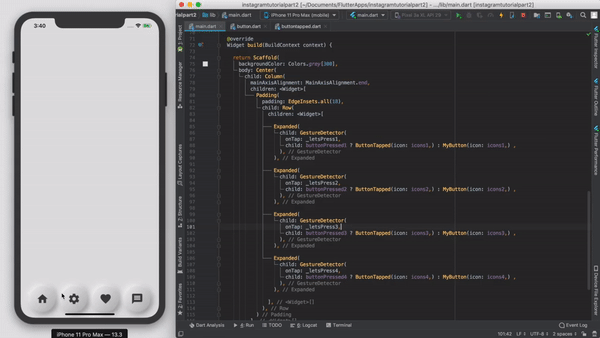 instagramtutorialpart2 [~/Documents/FlutterApps/instagramtutorialpart2] - .../lib/main.dart
lib
main.dart
iPhone 11 Pro Max (mobile)
main.dart
3:40
main.dart
button.dart
buttontapped.dart
@override
Widget build(BuildContext context) {
return Scaffold(
backgroundColor: Colors.grey[300],
body: Center(
child: Column(
mainAxisAlignment: MainAxisAlignment.end,
children: <Widget>[
Padding(
padding: EdgeInsets.all(18),
child: Row(
children: <Widget>[
Expanded(
child: GestureDetector(
onTap: _letsPress1,
child: buttonPressed1 ? ButtonTapped(icon: icons1,) : MyButton(icon: icons1,) ,
), // GestureDetector
), // Expanded
Expanded(
child: GestureDetector(
onTap: _letsPress2,
child: buttonPressed2 ? ButtonTapped(icon: icons2,) : MyButton(icon: icons2,) ,
), // GestureDetector
), // Expanded
Expanded(
child: GestureDetector(
101
onTap: _letsPress3,
child: buttonPressed3 ? ButtonTapped(icon: icons3,) : MyButton(icon: icons3,) ,
), // GestureDetector
), // Expanded
Expanded(
child: GestureDetector(
onTap: _letsPress4,
child: buttonPressed4 ? ButtonTapped(icon: icons4,) : MyButton(icon: icons4,) ,
), // GestureDetector
), // Expanded
], // <Widget>[]
), // Row
) // Padding
1: Project
Resource Manager
Layout Captures
Z: Structure
Build Variants
2: Favorites
Flutter Inspector
Flutter Outline
Flutter Performance
Device File Explorer
Dart Analysis
4: Run
TODO
6: Logcat
Terminal
Event Log
101:42 LF UTF-8 2 spaces
iPhone 11 Pro Max — 13.3